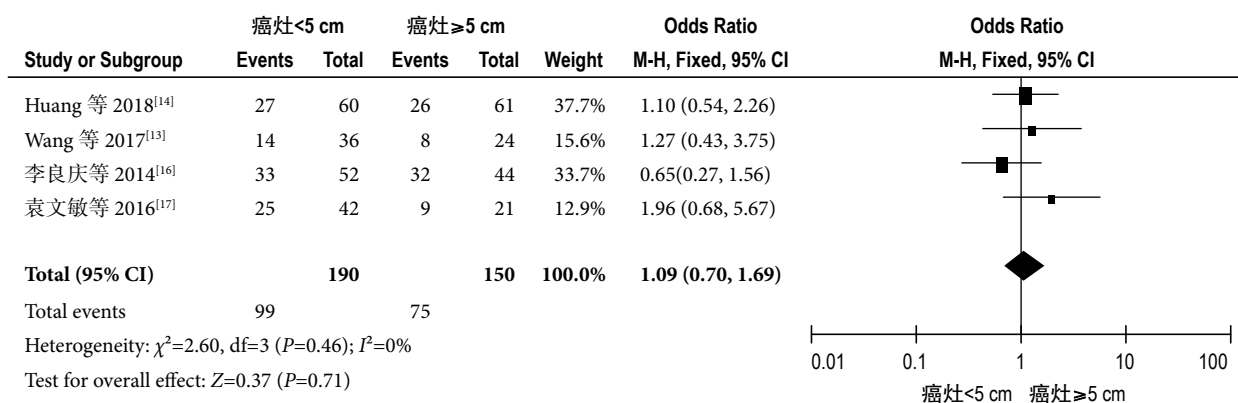 癌灶<5 cm 癌灶⩾5 cm Odds Ratio Odds Ratio
Study or Subgroup Events Total Events Total Weight M-H, Fixed, 95% CI M-H, Fixed, 95% CI
Huang 等 2018[14] 27 60 26 61 37.7% 1.10 (0.54, 2.26)
Wang 等 2017[13] 14 36 8 24 15.6% 1.27 (0.43, 3.75)
李良庆等 2014[16] 33 52 32 44 33.7% 0.65(0.27, 1.56)
袁文敏等 2016[17] 25 42 9 21 12.9% 1.96 (0.68, 5.67)
Total (95% CI) 190 150 100.0% 1.09 (0.70, 1.69)
Total events 99 75
Heterogeneity: χ²=2.60, df=3 (P=0.46); I²=0%
Test for overall effect: Z=0.37 (P=0.71)
0.01 0.1 1 10 100
癌灶<5 cm 癌灶⩾5 cm